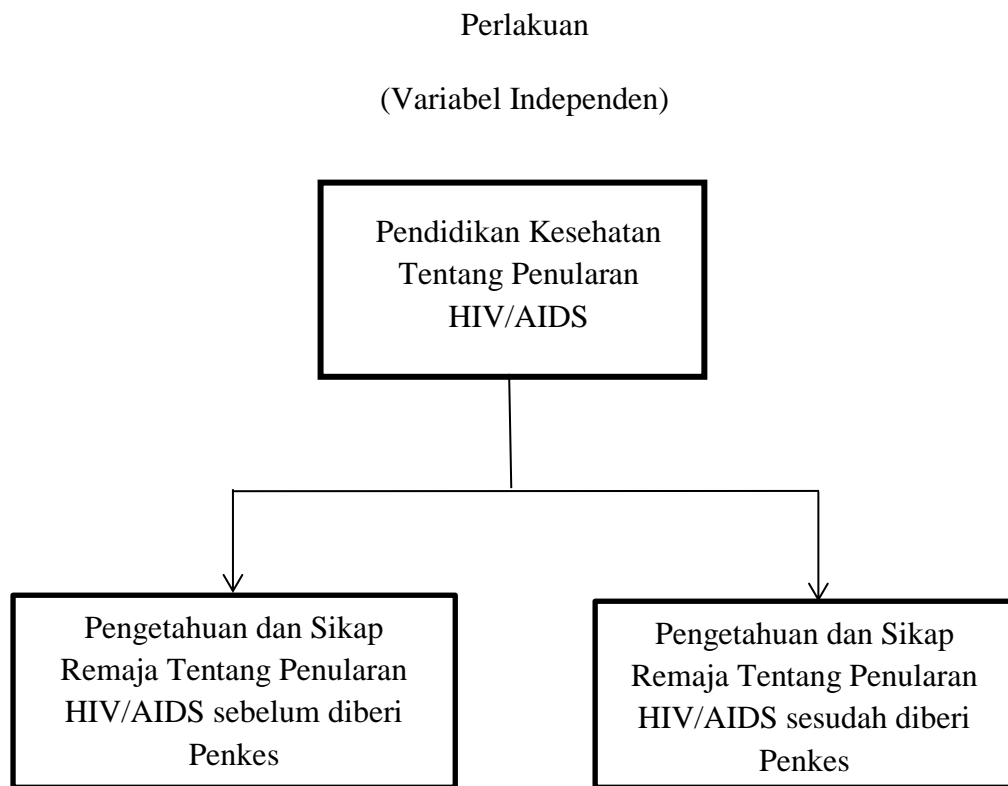 Perlakuan
(Variabel Independen)
Pendidikan Kesehatan
Tentang Penularan
HIV/AIDS
Pengetahuan dan Sikap
Remaja Tentang Penularan
HIV/AIDS sebelum diberi
Penkes
Pengetahuan dan Sikap
Remaja Tentang Penularan
HIV/AIDS sesudah diberi
Penkes